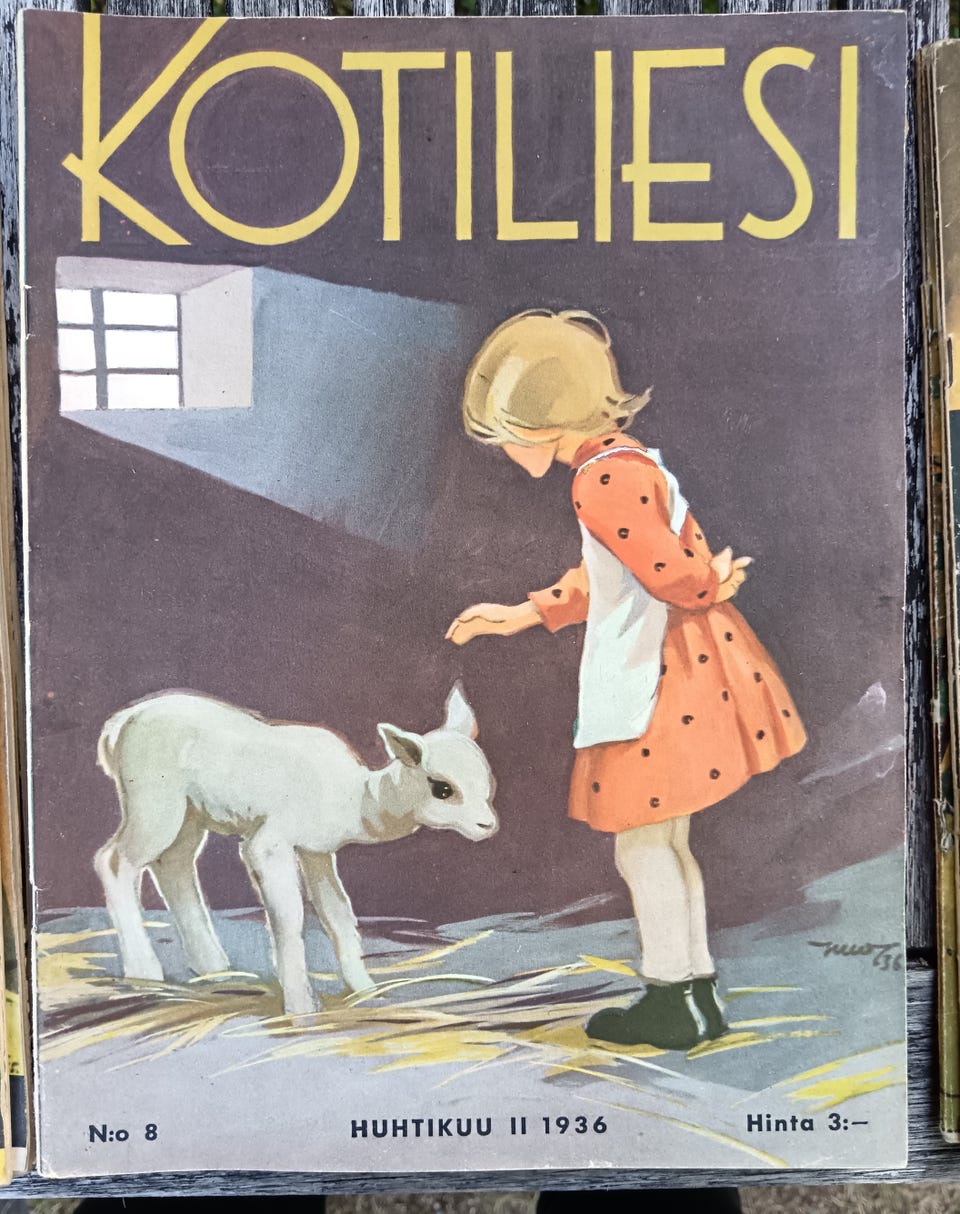 KOTILIESI
N:o 8
HUHTIKUU II 1936
Hinta 3:—